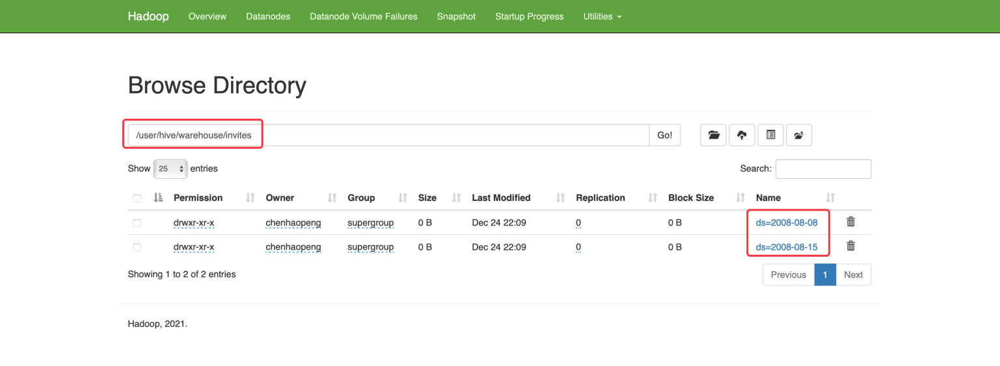 Hadoop Overview Datanodes Datanode Volume Failures Snapshot Startup Progress Utilities
Browse Directory
/user/hive/warehouse/invites Go!
Show 25 entries Search:
Permission Owner Group Size Last Modified Replication Block Size Name
drwxr-xr-x chenhaopeng supergroup 0 B Dec 24 22:09 0 0 B ds=2008-08-08
drwxr-xr-x chenhaopeng supergroup 0 B Dec 24 22:09 0 0 B ds=2008-08-15
Showing 1 to 2 of 2 entries Previous 1 Next
Hadoop, 2021.